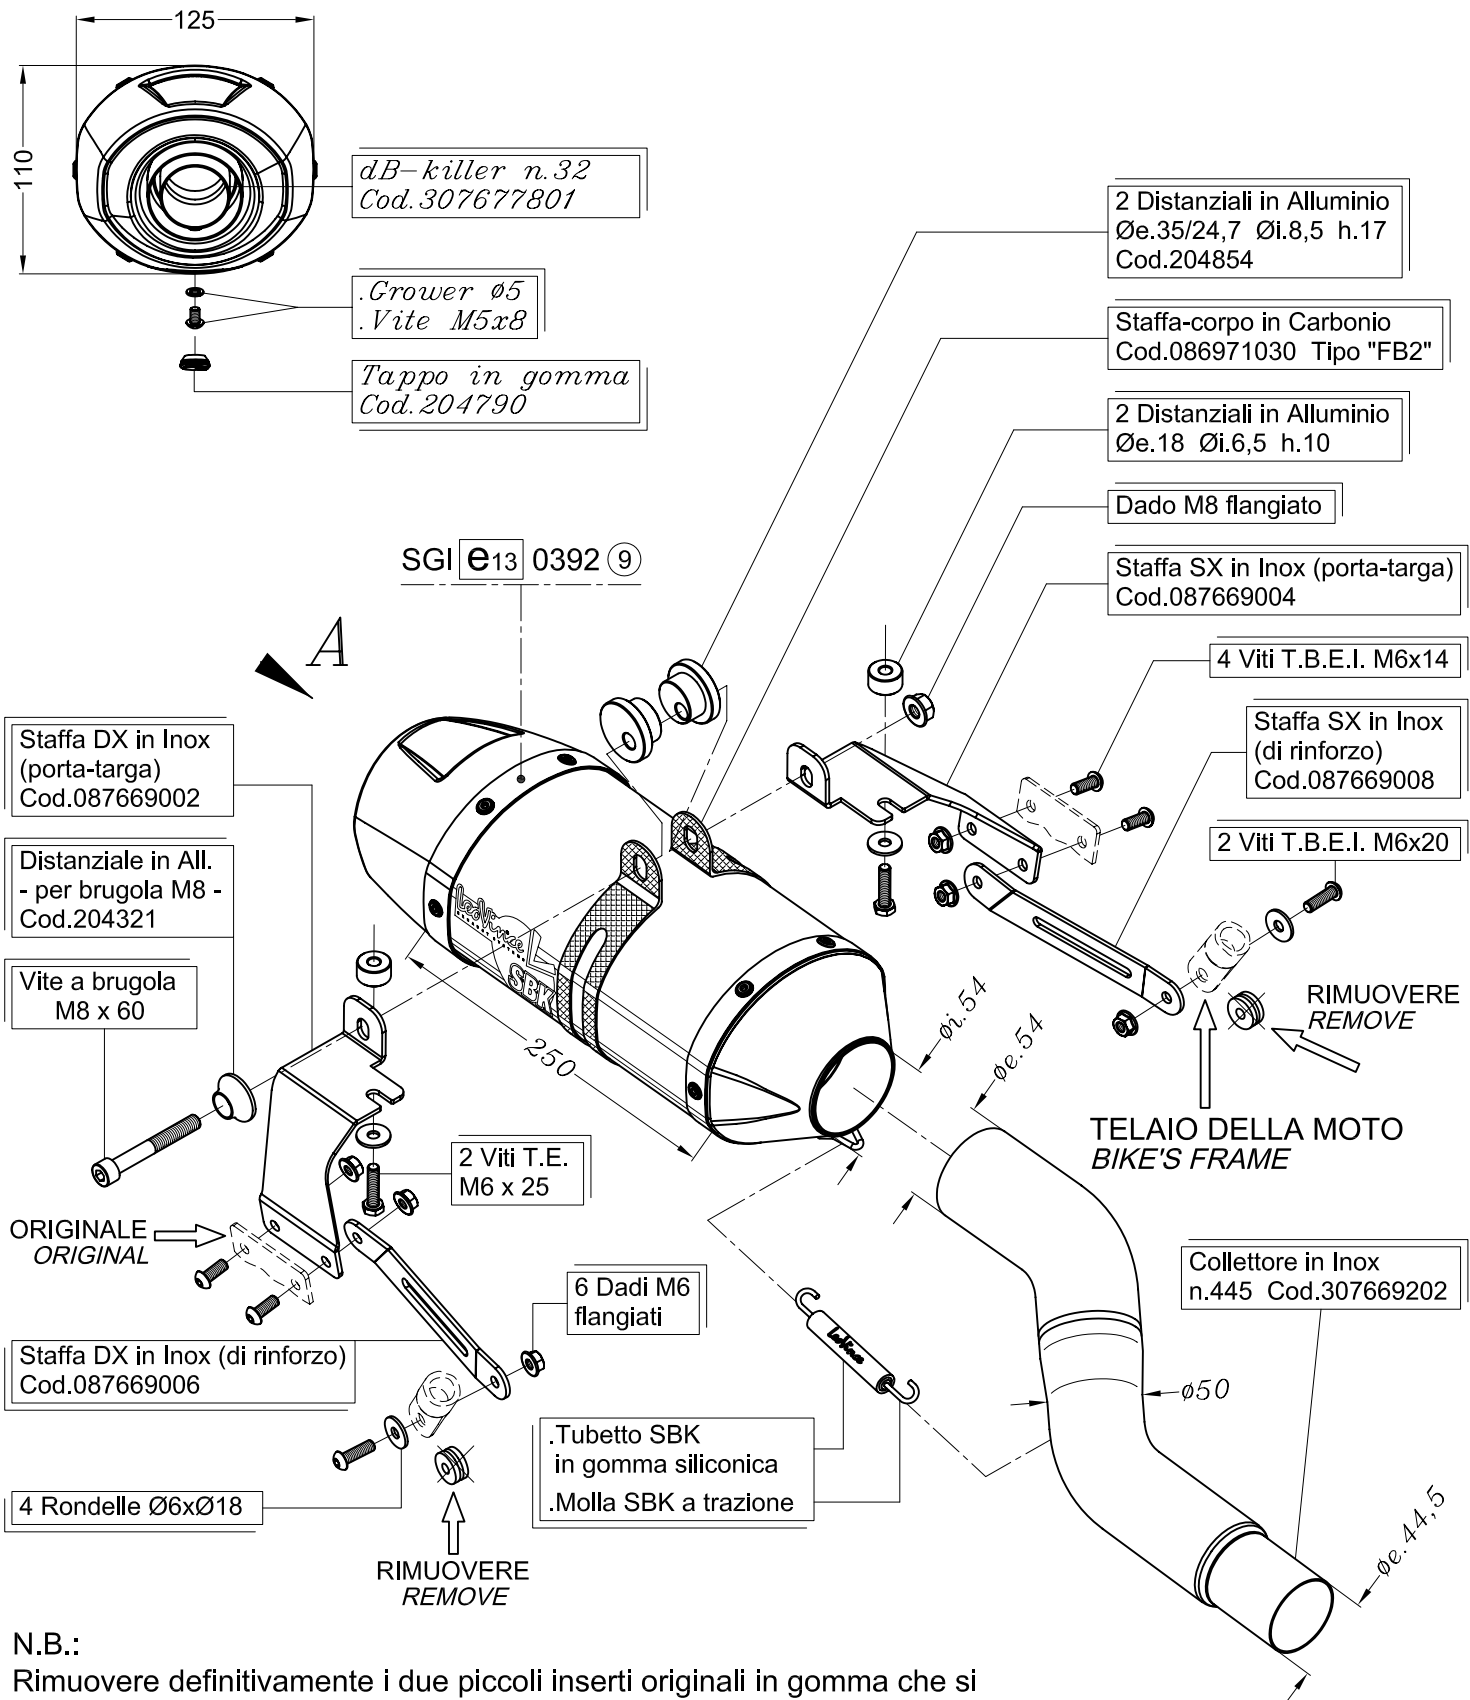 125
110
dB-killer n.32
Cod.307677801
.Grower ø5
.Vite M5x8
Tappo in gomma
Cod.204790
2 Distanziali in Alluminio
Øe.35/24,7 Øi.8,5 h.17
Cod.204854
Staffa-corpo in Carbonio
Cod.086971030 Tipo "FB2"
2 Distanziali in Alluminio
Øe.18 Øi.6,5 h.10
Dado M8 flangiato
SGI e13 0392 9
Staffa SX in Inox (porta-targa)
Cod.087669004
A
4 Viti T.B.E.I. M6x14
Staffa SX in Inox
(di rinforzo)
Cod.087669008
2 Viti T.B.E.I. M6x20
Staffa DX in Inox
(porta-targa)
Cod.087669002
Distanziale in All.
- per brugola M8 -
Cod.204321
Vite a brugola
M8 x 60
LeoVince
SBK
250
øi.54
øe.54
RIMUOVERE
REMOVE
TELAIO DELLA MOTO
BIKE'S FRAME
2 Viti T.E.
M6 x 25
ORIGINALE
ORIGINAL
6 Dadi M6
flangiati
Collettore in Inox
n.445 Cod.307669202
LeoVince
Staffa DX in Inox (di rinforzo)
Cod.087669006
ø50
.Tubetto SBK
in gomma siliconica
.Molla SBK a trazione
4 Rondelle Ø6xØ18
RIMUOVERE
REMOVE
øe.44,5
N.B.:
Rimuovere definitivamente i due piccoli inserti originali in gomma che si